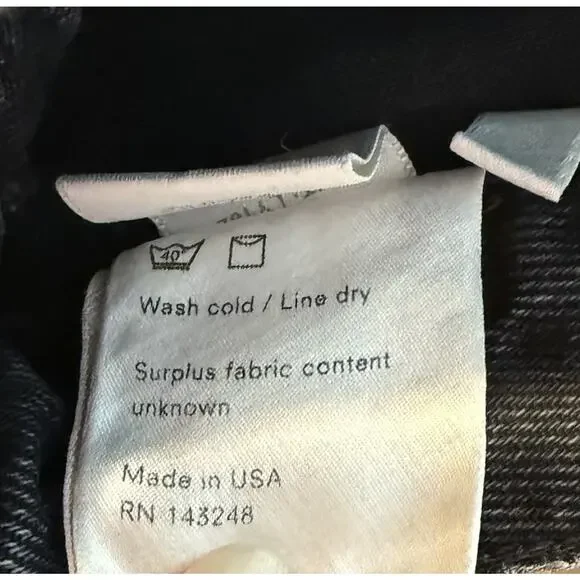 40°
Wash cold / Line dry
Surplus fabric content
unknown
Made in USA
RN 143248